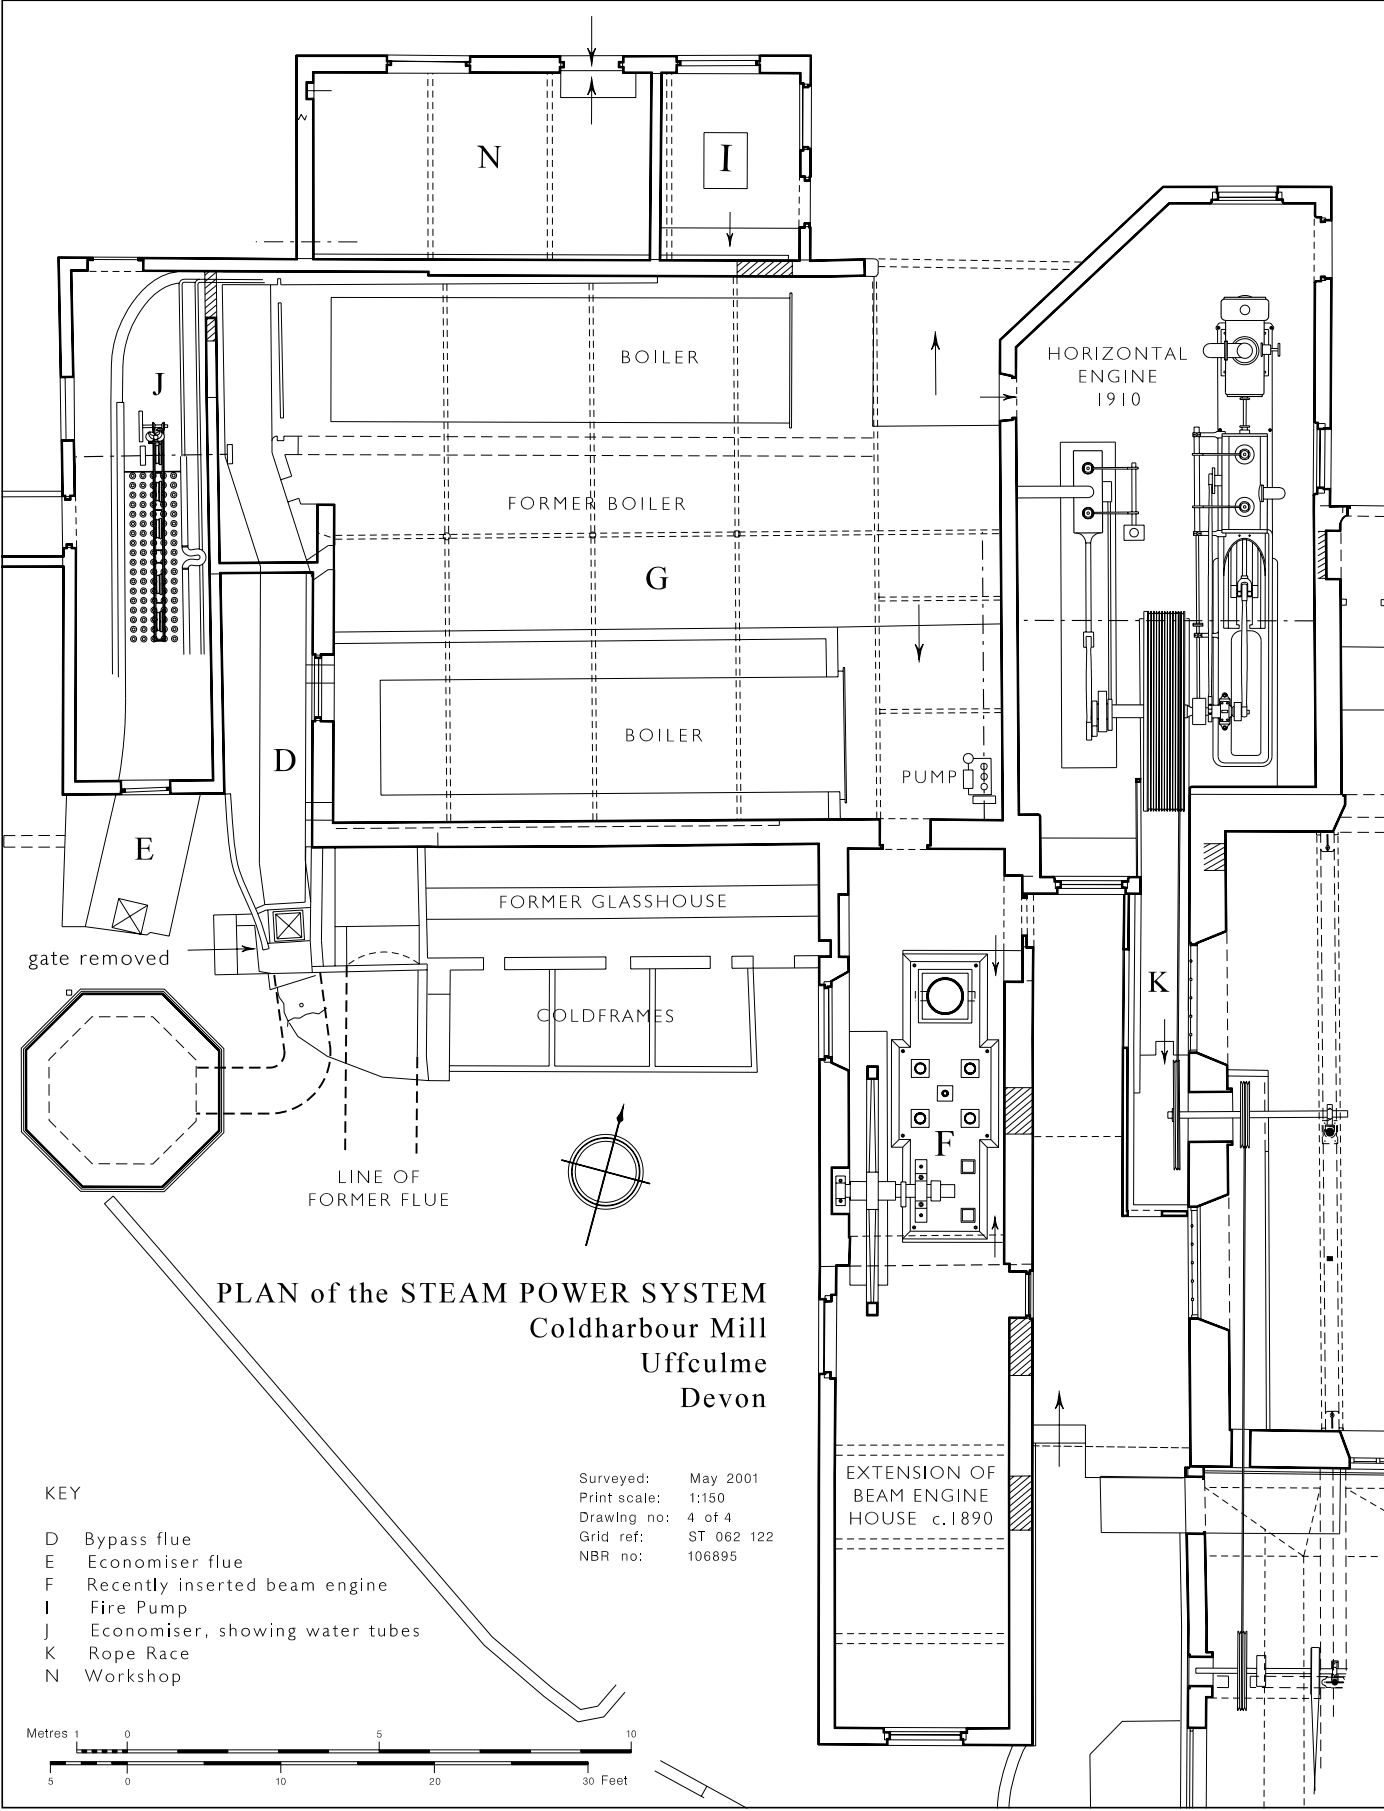 N
I
J
BOILER
HORIZONTAL
ENGINE
1910
FORMER BOILER
G
BOILER
D
PUMP
E
FORMER GLASSHOUSE
gate removed
K
COLDFRAMES
F
LINE OF
FORMER FLUE
PLAN of the STEAM POWER SYSTEM
Coldharbour Mill
Uffculme
Devon
EXTENSION OF
BEAM ENGINE
HOUSE c.1890
Surveyed: May 2001
Print scale: 1:150
Drawing no: 4 of 4
Grid ref: ST 062 122
NBR no: 106895
KEY
D Bypass flue
E Economiser flue
F Recently inserted beam engine
I Fire Pump
J Economiser, showing water tubes
K Rope Race
N Workshop
Metres 1 0 5 10
5 0 10 20 30 Feet